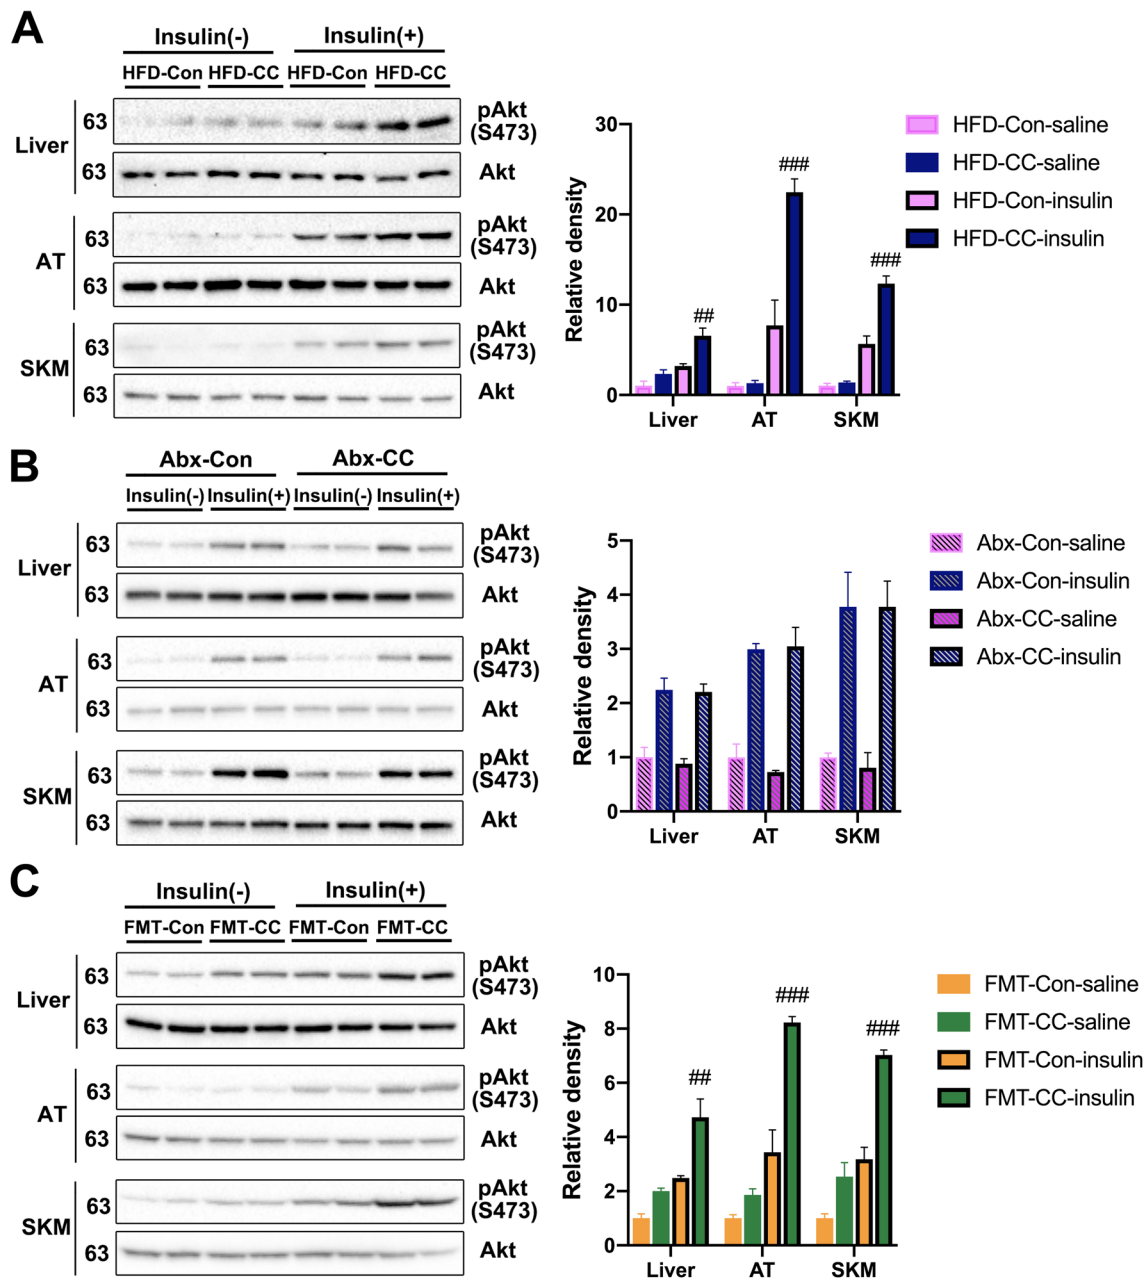 A
Insulin(-) Insulin(+)
HFD-Con HFD-CC HFD-Con HFD-CC
Liver
63
pAkt
(S473)
63
Akt
AT
63
pAkt
(S473)
63
Akt
SKM
63
pAkt
(S473)
63
Akt
Relative density
30
20
10
0
##
###
###
Liver AT SKM
HFD-Con-saline
HFD-CC-saline
HFD-Con-insulin
HFD-CC-insulin
B
Abx-Con Abx-CC
Insulin(-) Insulin(+) Insulin(-) Insulin(+)
Liver
63
pAkt
(S473)
63
Akt
AT
63
pAkt
(S473)
63
Akt
SKM
63
pAkt
(S473)
63
Akt
Relative density
5
4
3
2
1
0
Liver AT SKM
Abx-Con-saline
Abx-Con-insulin
Abx-CC-saline
Abx-CC-insulin
C
Insulin(-) Insulin(+)
FMT-Con FMT-CC FMT-Con FMT-CC
Liver
63
pAkt
(S473)
63
Akt
AT
63
pAkt
(S473)
63
Akt
SKM
63
pAkt
(S473)
63
Akt
Relative density
10
8
6
4
2
0
##
###
###
Liver AT SKM
FMT-Con-saline
FMT-CC-saline
FMT-Con-insulin
FMT-CC-insulin